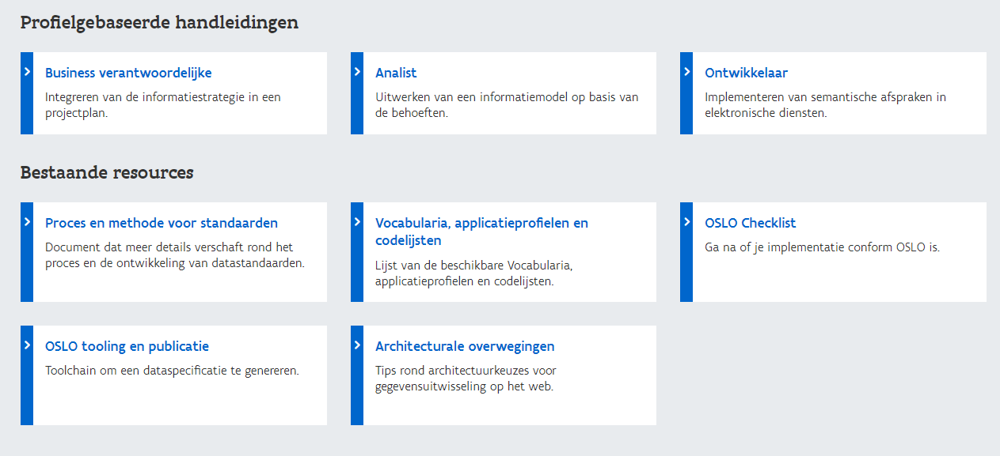 Profielgebaseerde handleidingen
Business verantwoordelijke
Integreren van de informatiestrategie in een
projectplan.
Analist
Uitwerken van een informatiemodel op basis van
de behoeften.
Ontwikkelaar
Implementeren van semantische afspraken in
elektronische diensten.
Bestaande resources
Proces en methode voor standaarden
Document dat meer details verschaft rond het
proces en de ontwikkeling van datastandaarden.
Vocabularia, applicatieprofielen en
codelijsten
Lijst van de beschikbare Vocabularia,
applicatieprofielen en codelijsten.
OSLO Checklist
Ga na of je implementatie conform OSLO is.
OSLO tooling en publicatie
Toolchain om een dataspecificatie te genereren.
Architecturale overwegingen
Tips rond architectuurkeuzes voor
gegevensuitwisseling op het web.